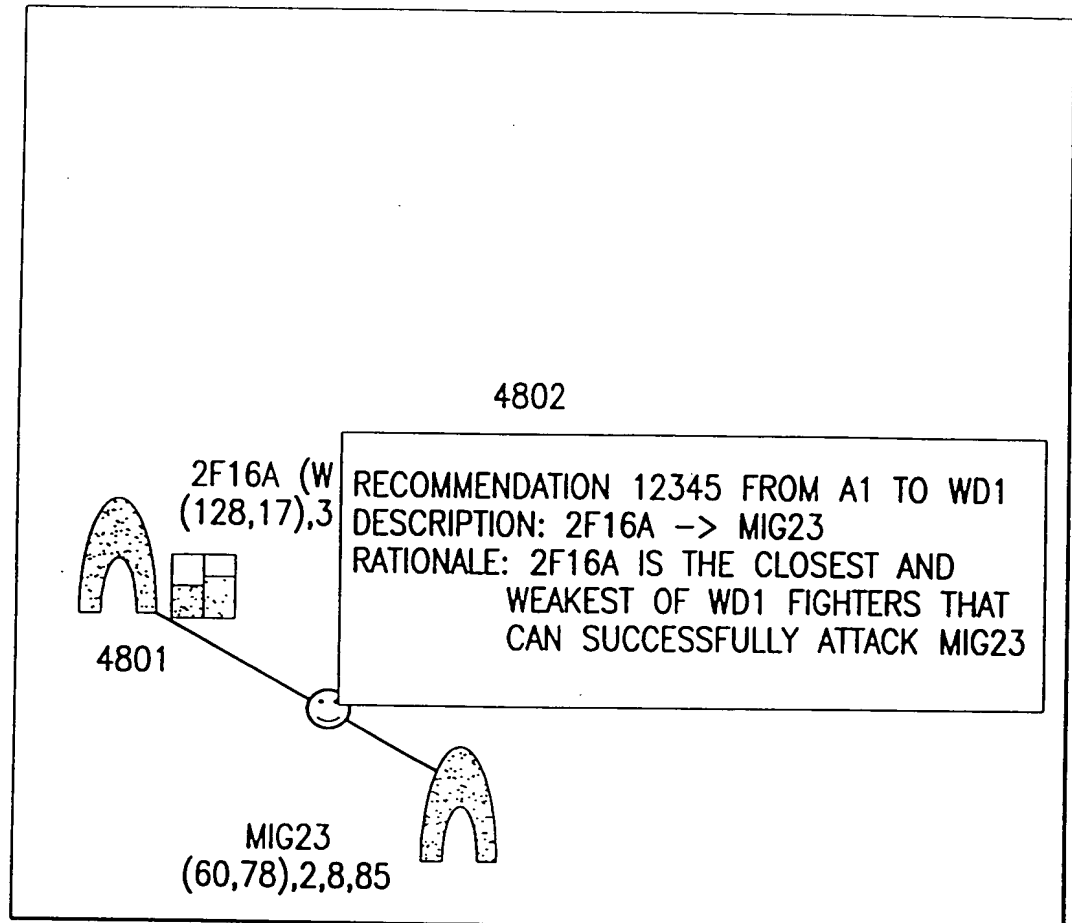 4802
2F16A (W
(128,17),3
RECOMMENDATION 12345 FROM A1 TO WD1
DESCRIPTION: 2F16A -> MIG23
RATIONALE: 2F16A IS THE CLOSEST AND
WEAKEST OF WD1 FIGHTERS THAT
CAN SUCCESSFULLY ATTACK MIG23
4801
MIG23
(60,78),2,8,85